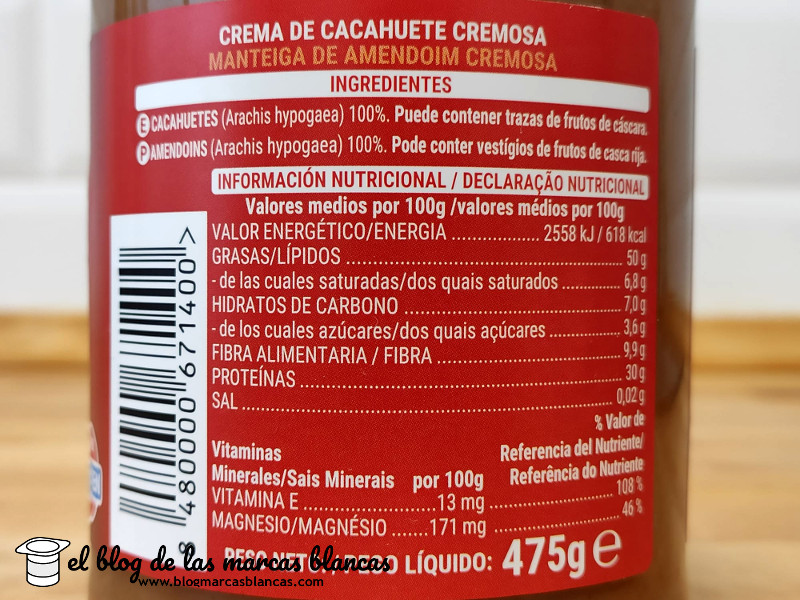 CREMA DE CACAHUETE CREMOSA
MANTEIGA DE AMENDOIM CREMOSA
INGREDIENTES
E CACAHUETES (Arachis hypogaea) 100%. Puede contener trazas de frutos de cáscara.
P AMENDOINS (Arachis hypogaea) 100%. Pode conter vestígios de frutos de casca rija.
INFORMACIÓN NUTRICIONAL / DECLARAÇÃO NUTRICIONAL
Valores medios por 100g /valores médios por 100g
VALOR ENERGÉTICO/ENERGIA ................ 2558 kJ / 618 kcal
GRASAS/LÍPIDOS ................ 50 g
- de las cuales saturadas/dos quais saturados ................ 6,8 g
HIDRATOS DE CARBONO ................ 7,0 g
- de los cuales azúcares/dos quais açúcares ................ 3,6 g
FIBRA ALIMENTARIA / FIBRA ................ 9,9 g
PROTEÍNAS ................ 30 g
SAL ................ 0,02 g
% Valor de
Vitaminas Referencia del Nutriente/
Minerales/Sais Minerais por 100g Referência do Nutriente
VITAMINA E ................ 13 mg ................ 108 %
MAGNESIO/MAGNÉSIO ....... 171 mg ................ 46 %
PESO NETO/PESO LÍQUIDO: 475g e
8 480000 671400 >
el blog de las marcas blancas
www.blogmarcasblancas.com